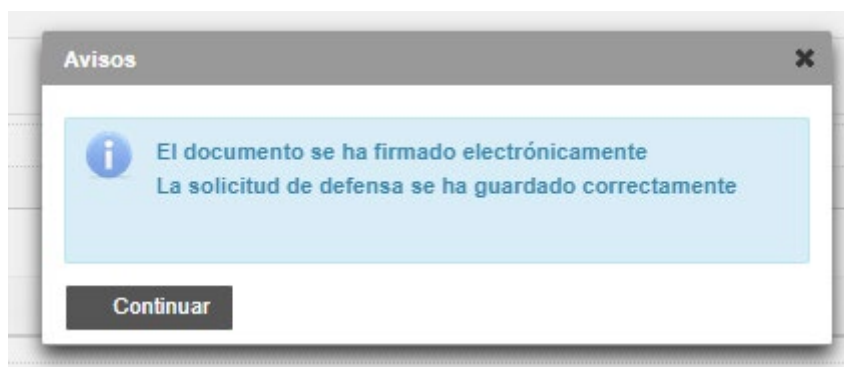 Avisos
El documento se ha firmado electrónicamente
La solicitud de defensa se ha guardado correctamente
Continuar